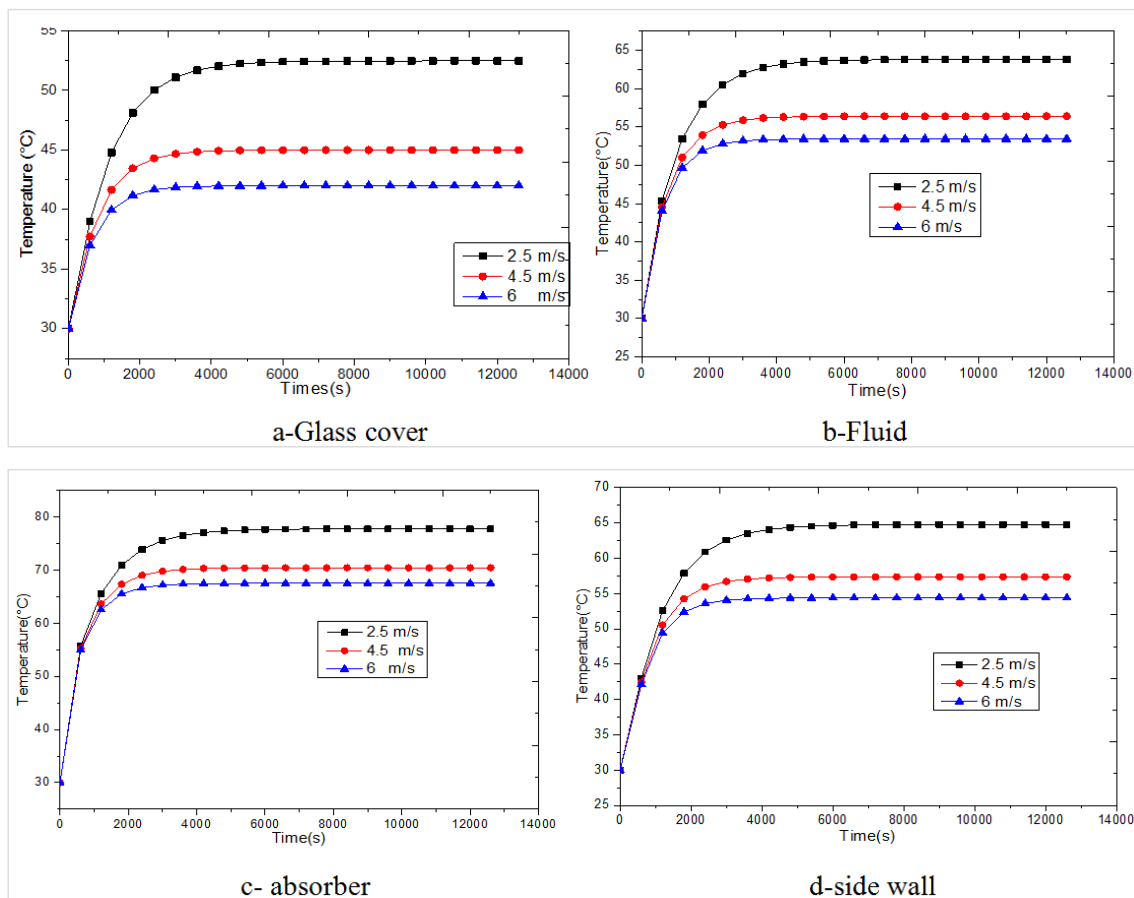 55
50
45
40
35
30
Temperature (°C)
2.5 m/s
4.5 m/s
6 m/s
0 2000 4000 6000 8000 10000 12000 14000
Times(s)
a-Glass cover
65
60
55
50
45
40
35
30
25
Temperature(°C)
2.5 m/s
4.5 m/s
6 m/s
0 2000 4000 6000 8000 10000 12000 14000
Time(s)
b-Fluid
80
70
60
50
40
30
Temperature(°C)
2.5 m/s
4.5 m/s
6 m/s
0 2000 4000 6000 8000 10000 12000 14000
Time(s)
c- absorber
70
65
60
55
50
45
40
35
30
25
Temperature(°C)
2.5 m/s
4.5 m/s
6 m/s
0 2000 4000 6000 8000 10000 12000 14000
Time(s)
d-side wall